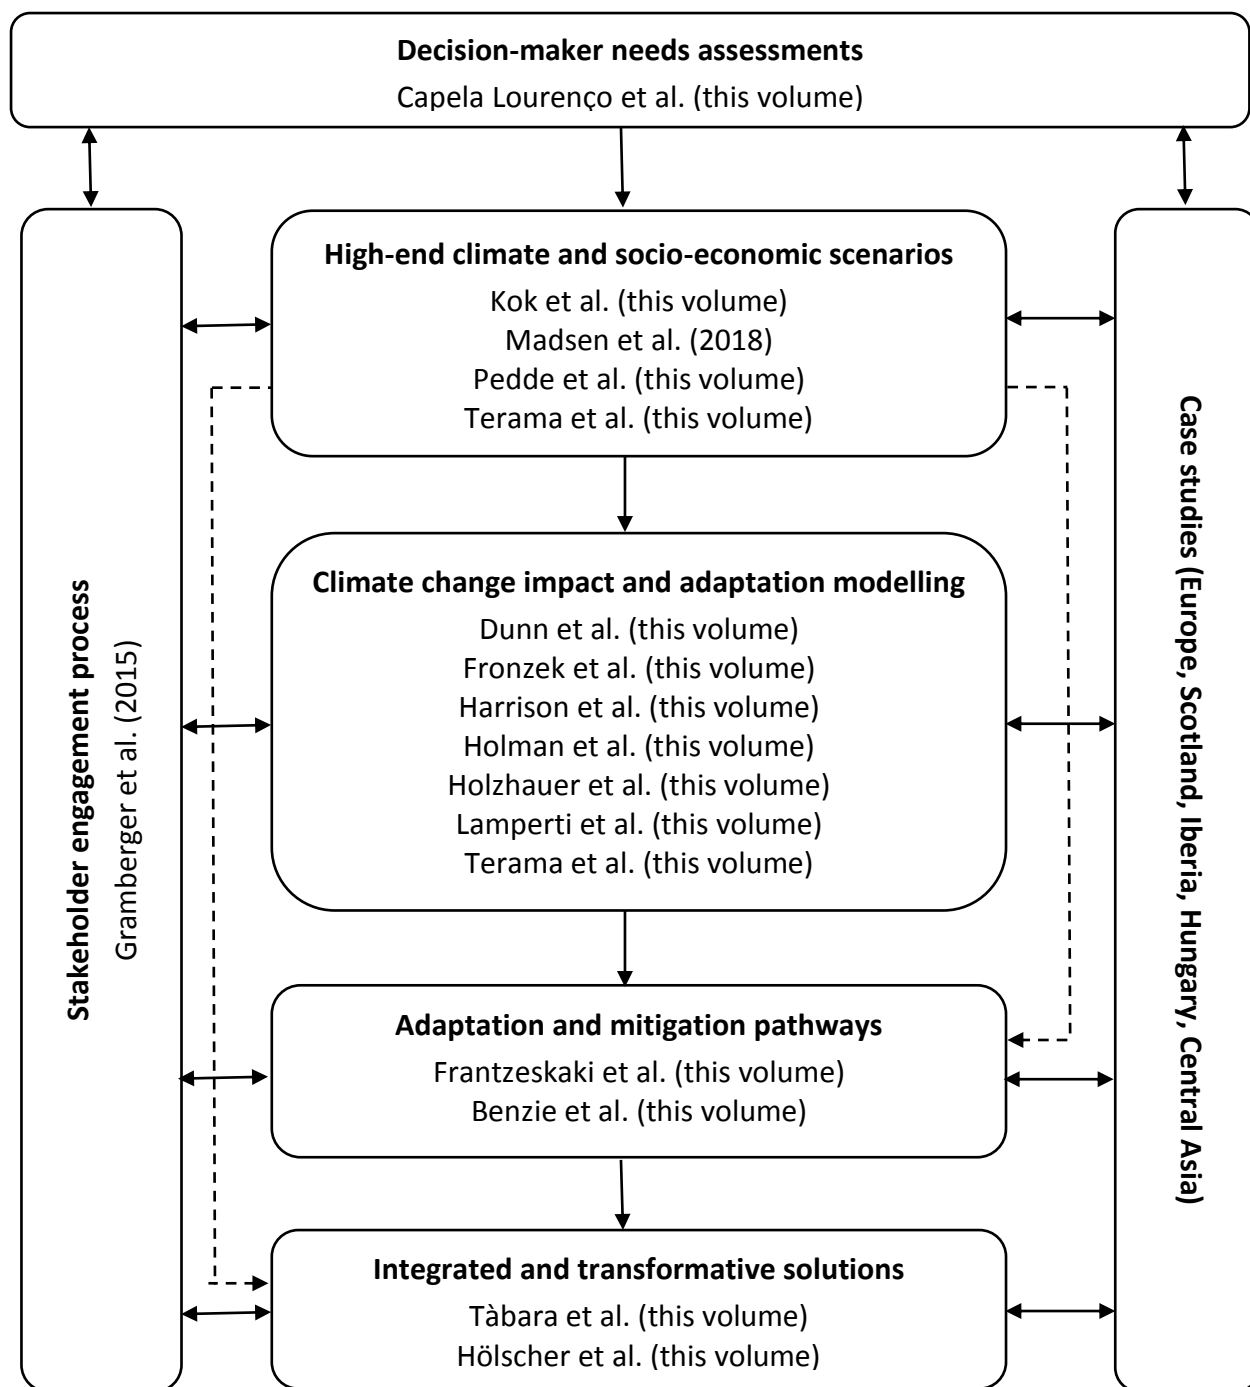 Decision-maker needs assessments
Capela Lourenço et al. (this volume)
High-end climate and socio-economic scenarios
Kok et al. (this volume)
Madsen et al. (2018)
Pedde et al. (this volume)
Terama et al. (this volume)
Climate change impact and adaptation modelling
Dunn et al. (this volume)
Fronzek et al. (this volume)
Harrison et al. (this volume)
Holman et al. (this volume)
Holzhauer et al. (this volume)
Lamperti et al. (this volume)
Terama et al. (this volume)
Adaptation and mitigation pathways
Frantzeskaki et al. (this volume)
Benzie et al. (this volume)
Integrated and transformative solutions
Tàbara et al. (this volume)
Hölscher et al. (this volume)
Stakeholder engagement process
Gramberger et al. (2015)
Case studies (Europe, Scotland, Iberia, Hungary, Central Asia)